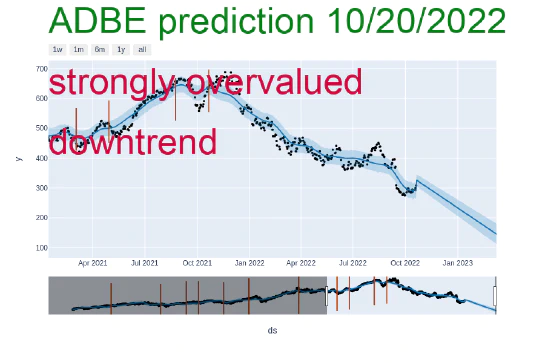 ADBE prediction 10/20/2022
1w 1m 6m 1y all
700
strongly overvalued
600
500
downtrend
400
y
300
200
100
Apr 2021 Jul 2021 Oct 2021 Jan 2022 Apr 2022 Jul 2022 Oct 2022 Jan 2023
ds